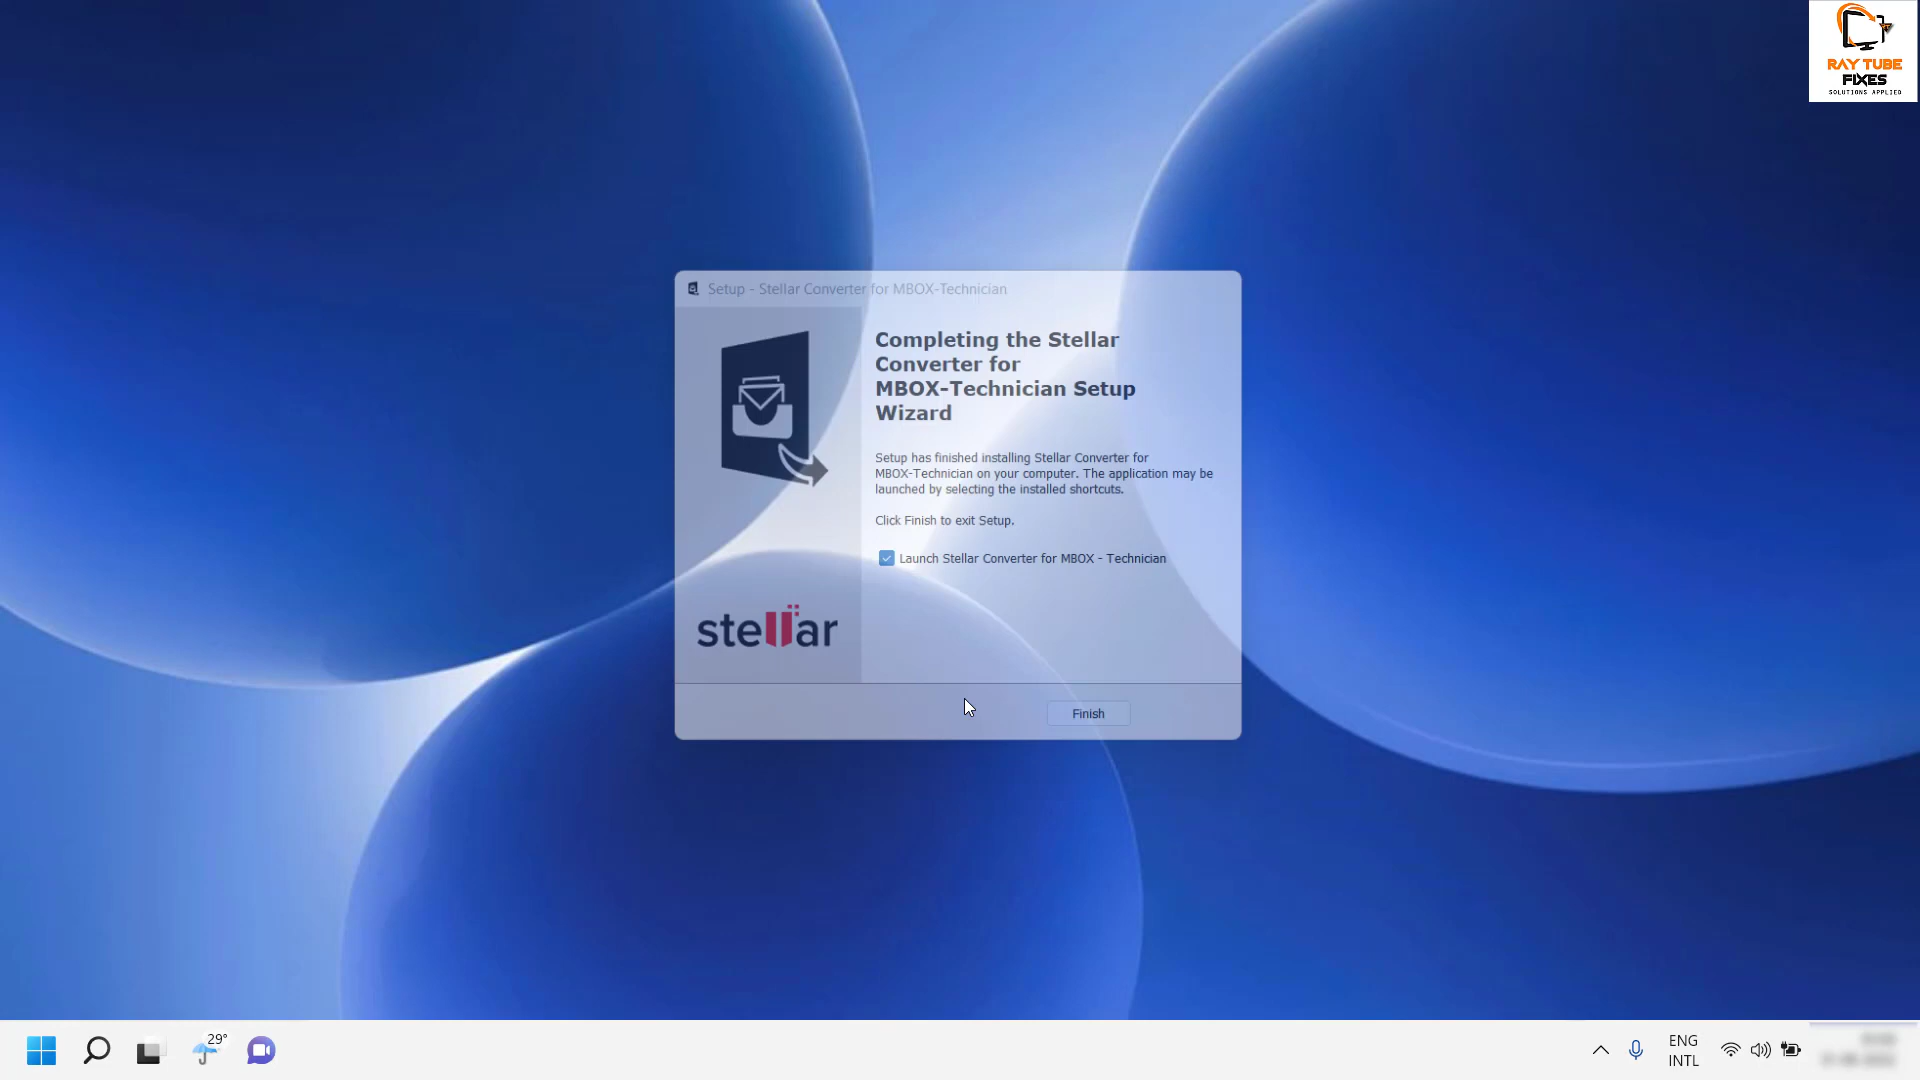 RAY TUBE
FIXES
SOLUTIONS APPLIED
Setup - Stellar Converter for MBOX-Technician
Completing the Stellar
Converter for
MBOX-Technician Setup
Wizard
Setup has finished installing Stellar Converter for
MBOX-Technician on your computer. The application may be
launched by selecting the installed shortcuts.
Click Finish to exit Setup.
Launch Stellar Converter for MBOX - Technician
stellar
Finish
29°
ENG
INTL